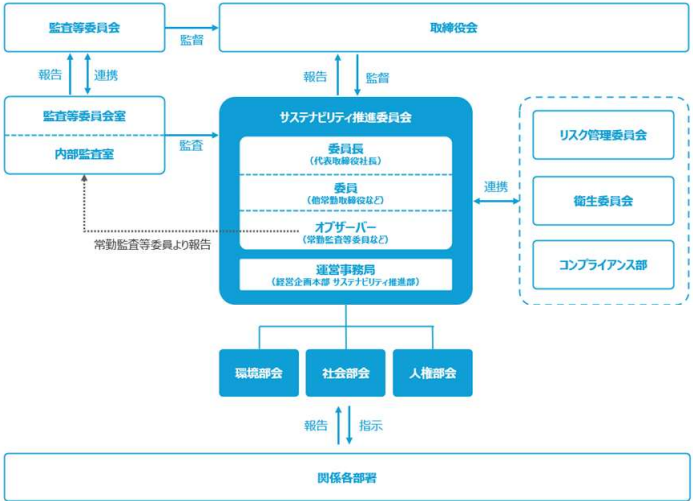 監査等委員会
監督
取締役会
報告
連携
報告
監督
監査等委員会室
内部監査室
監査
サステナビリティ推進委員会
委員長
(代表取締役社長)
委員
(他常勤取締役など)
オブザーバー
(常勤監査等委員など)
運営事務局
(経営企画本部 サステナビリティ推進部)
常勤監査等委員より報告
連携
リスク管理委員会
衛生委員会
コンプライアンス部
環境部会
社会部会
人権部会
報告
指示
関係各部署